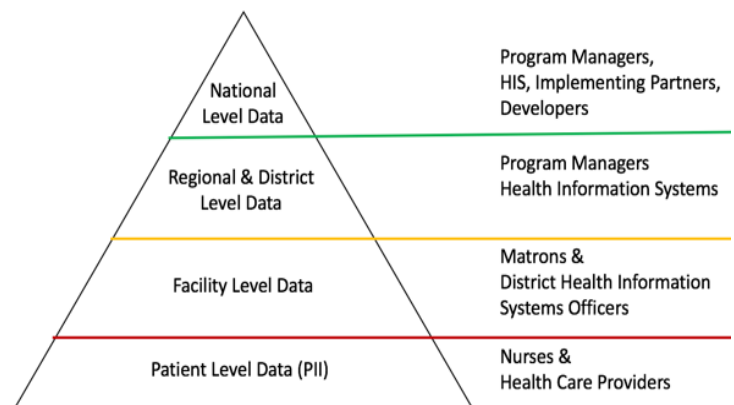 National
Level Data
Program Managers,
HIS, Implementing Partners,
Developers
Regional & District
Level Data
Program Managers
Health Information Systems
Facility Level Data
Matrons &
District Health Information
Systems Officers
Patient Level Data (PII)
Nurses &
Health Care Providers